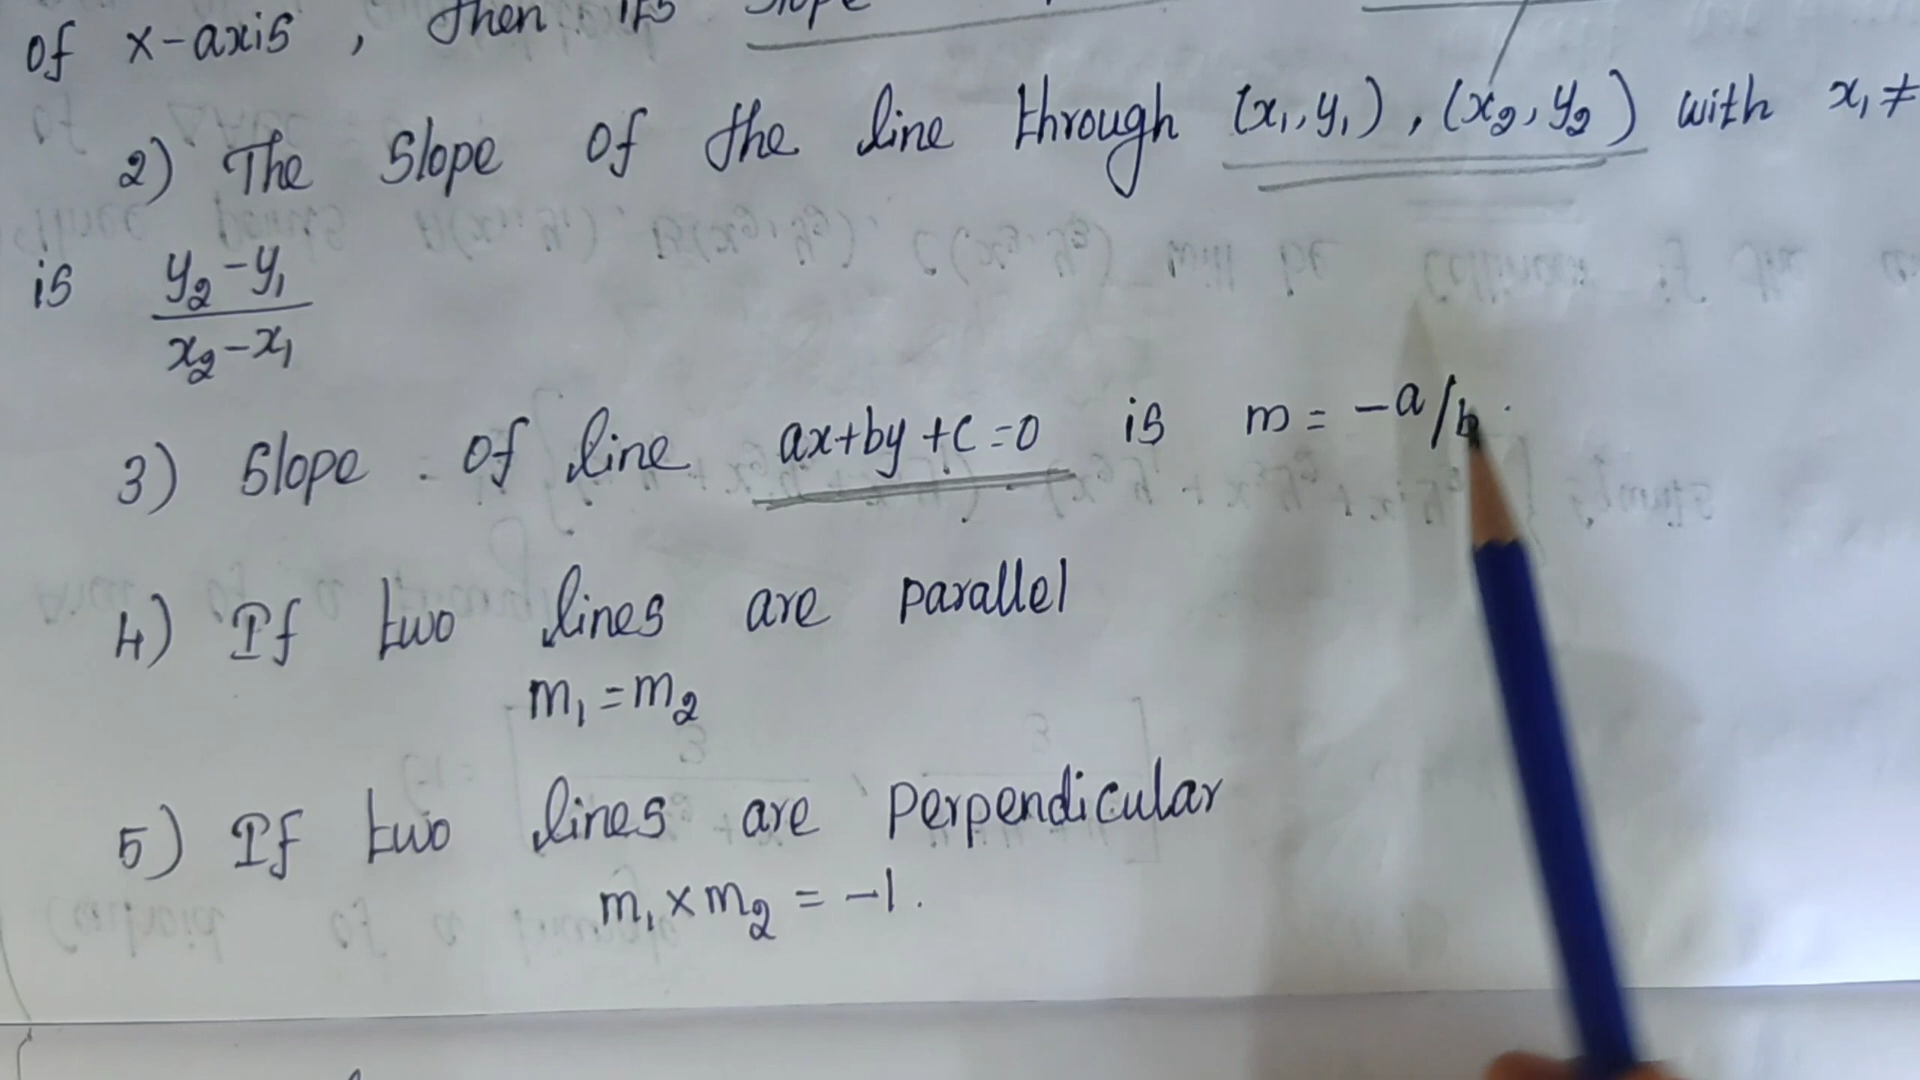 of x-axis, then its slope
2) The Slope of the line through (x₁,y₁), (x₂,y₂) with x₁≠
is y₂-y₁/x₂-x₁
3) Slope of line ax+by+c=0 is m = -a/b.
4) If two lines are parallel
m₁=m₂
5) If two lines are perpendicular
m₁×m₂ = -1.